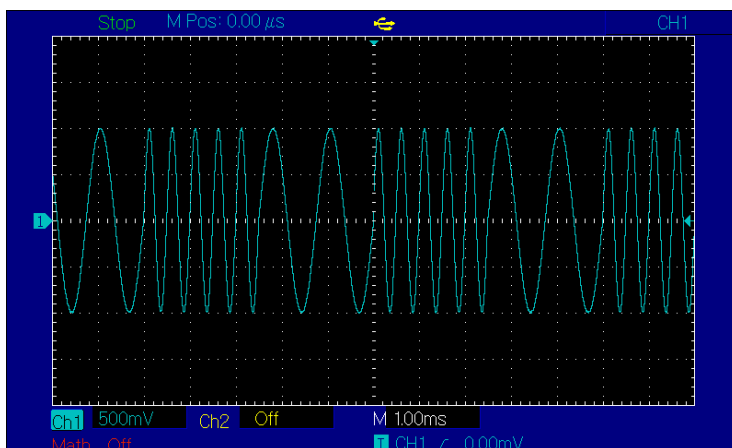 Stop M Pos: 0.00 μs CH1
1
Ch1 500mV Ch2 Off M 1.00ms
Math Off T CH1 / 0.00mV